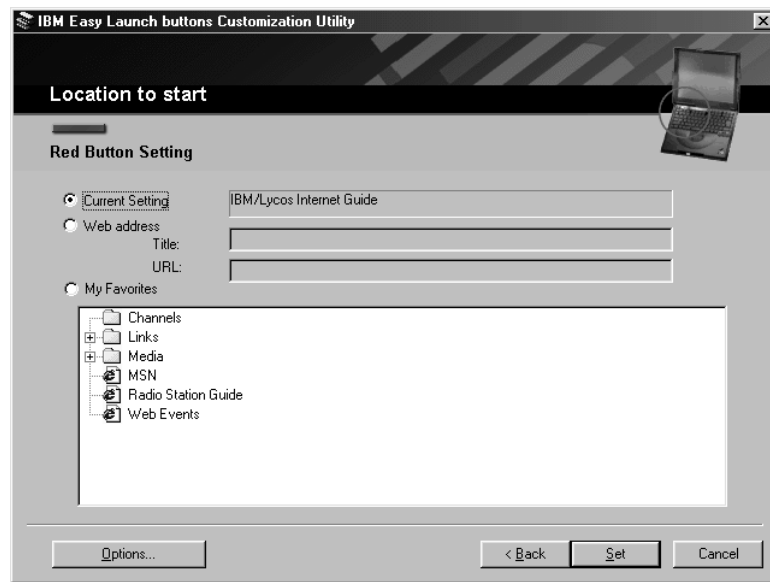 IBM Easy Launch buttons Customization Utility
Location to start
Red Button Setting
Current Setting
IBM/Lycos Internet Guide
Web address
Title:
URL:
My Favorites
Channels
Links
Media
MSN
Radio Station Guide
Web Events
Options...
< Back
Set
Cancel